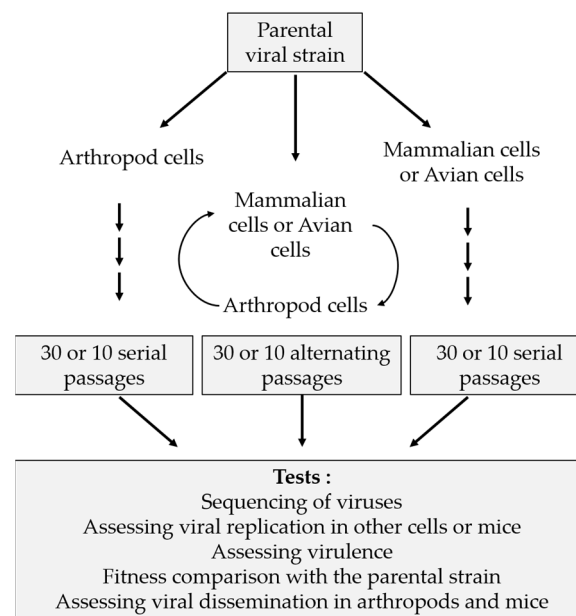 Parental
viral strain
Arthropod cells
Mammalian cells
or Avian cells
Mammalian
cells or Avian
cells
Arthropod cells
30 or 10 serial
passages
30 or 10 alternating
passages
30 or 10 serial
passages
Tests :
Sequencing of viruses
Assessing viral replication in other cells or mice
Assessing virulence
Fitness comparison with the parental strain
Assessing viral dissemination in arthropods and mice